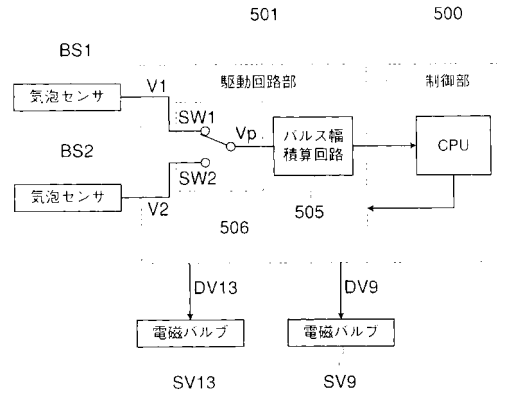 501
500
BS1
駆動回路部
制御部
V1
気泡センサ
SW1
Vp
パルス幅
積算回路
CPU
BS2
SW2
気泡センサ
V2
505
506
DV13
DV9
電磁バルブ
電磁バルブ
SV13
SV9